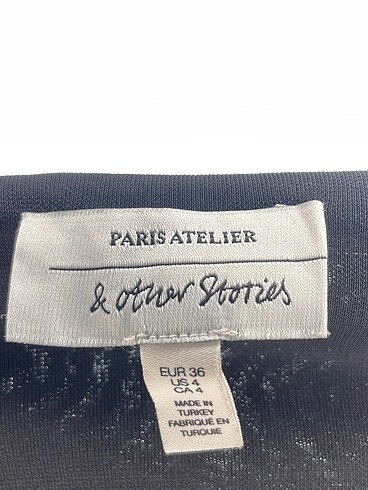 PARIS ATELIER
& other Stories
EUR 36
US 4
CA 4
MADE IN
TURKEY
FABRIQUÉ EN
TURQUIE